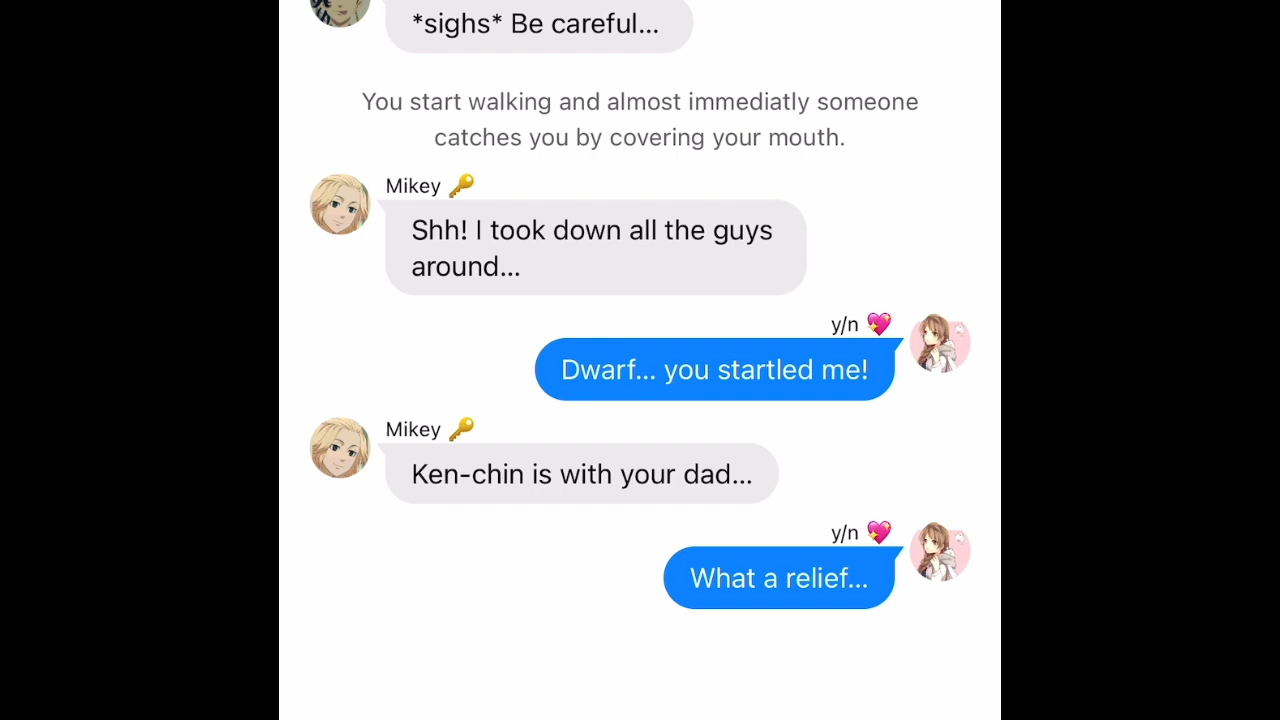 *sighs* Be careful...
You start walking and almost immediatly someone
catches you by covering your mouth.
Mikey 🔑
Shh! I took down all the guys
around...
y/n 💖
Dwarf... you startled me!
Mikey 🔑
Ken-chin is with your dad...
y/n 💖
What a relief...